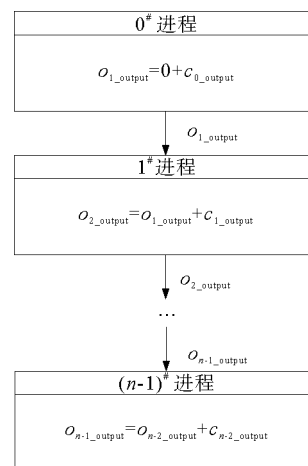 0# 进程
o1_output=0+c0_output
o1_output
1# 进程
o2_output=o1_output+c1_output
o2_output
...
on-1_output
(n-1)# 进程
on-1_output=on-2_output+cn-2_output